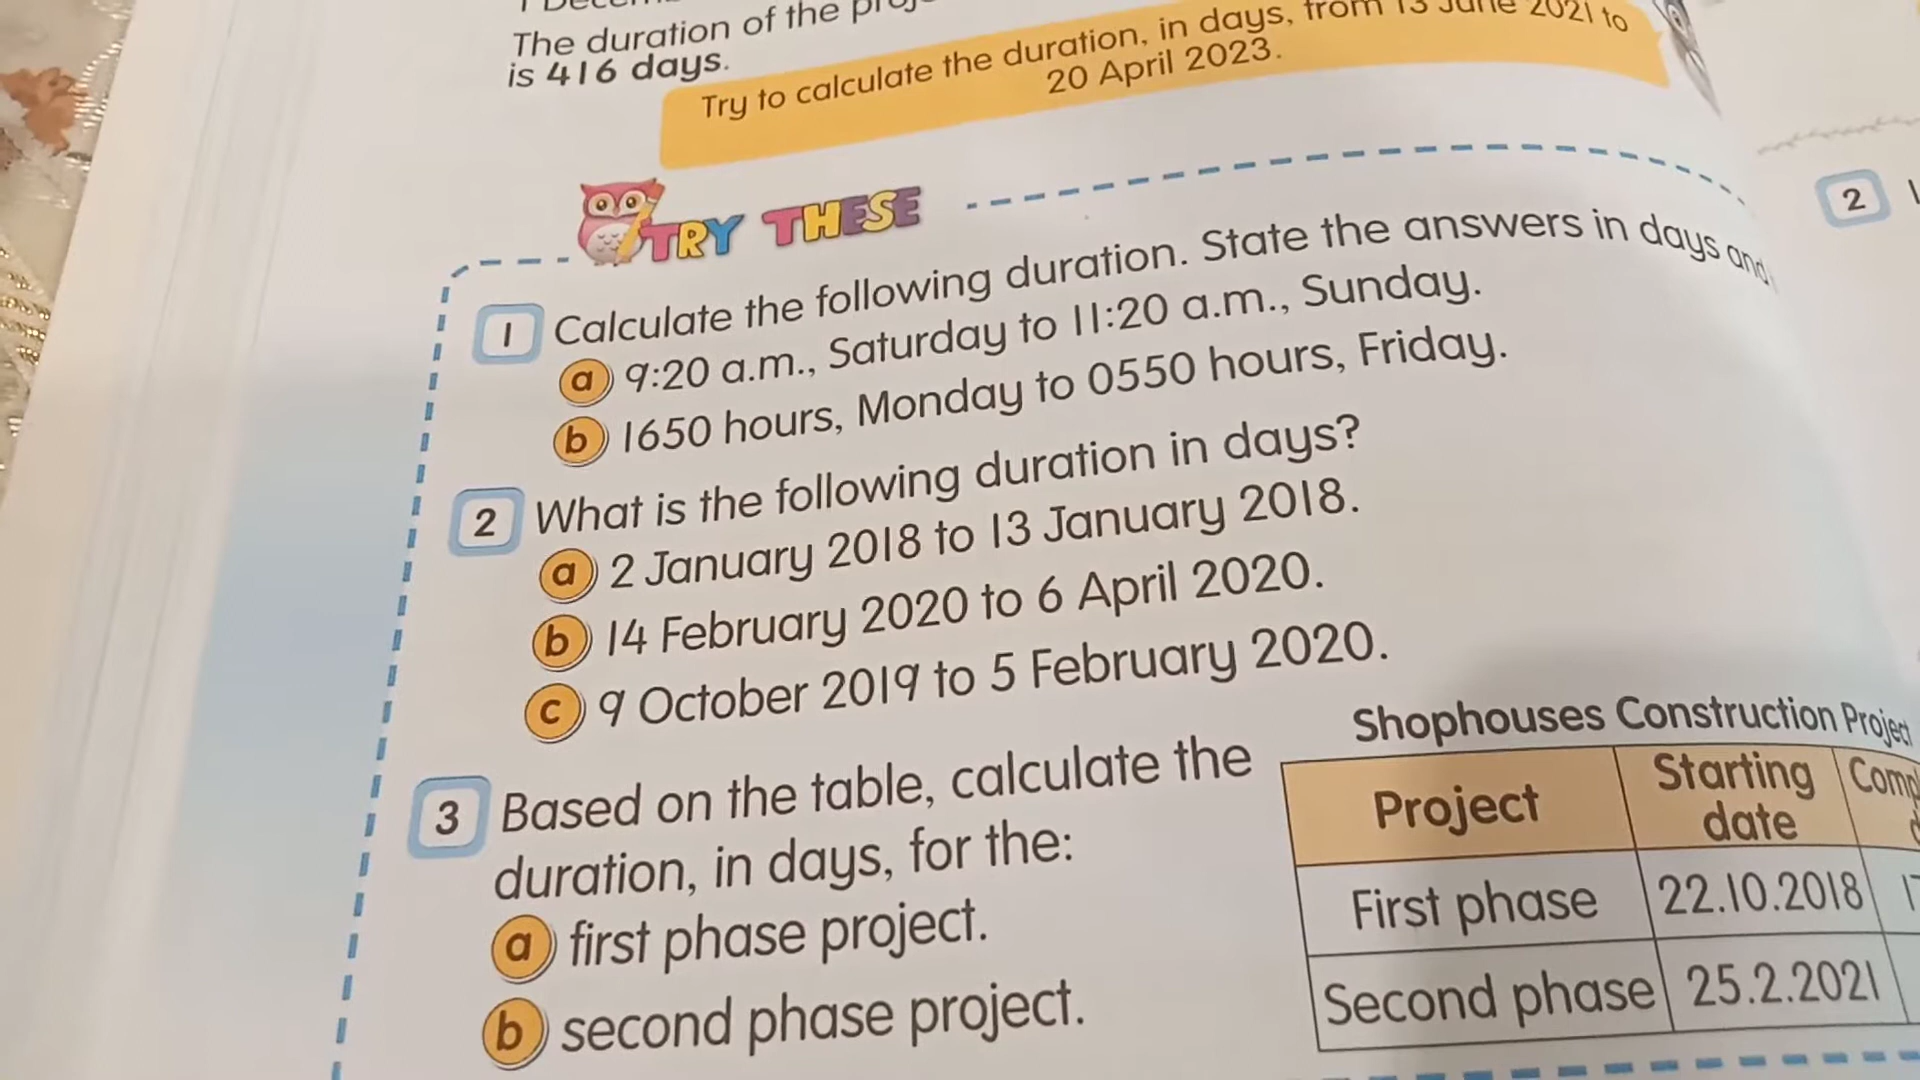 The duration of the
is 416 days.
Try to calculate the duration, in days, from 13 June 2021 to
20 April 2023.
TRY THESE
1 Calculate the following duration. State the answers in days and
a 9:20 a.m., Saturday to 11:20 a.m., Sunday.
b 1650 hours, Monday to 0550 hours, Friday.
2 What is the following duration in days?
a 2 January 2018 to 13 January 2018.
b 14 February 2020 to 6 April 2020.
c 9 October 2019 to 5 February 2020.
3 Based on the table, calculate the
duration, in days, for the:
a first phase project.
b second phase project.
Shophouses Construction Project
Project Starting
date
First phase 22.10.2018
Second phase 25.2.2021
2